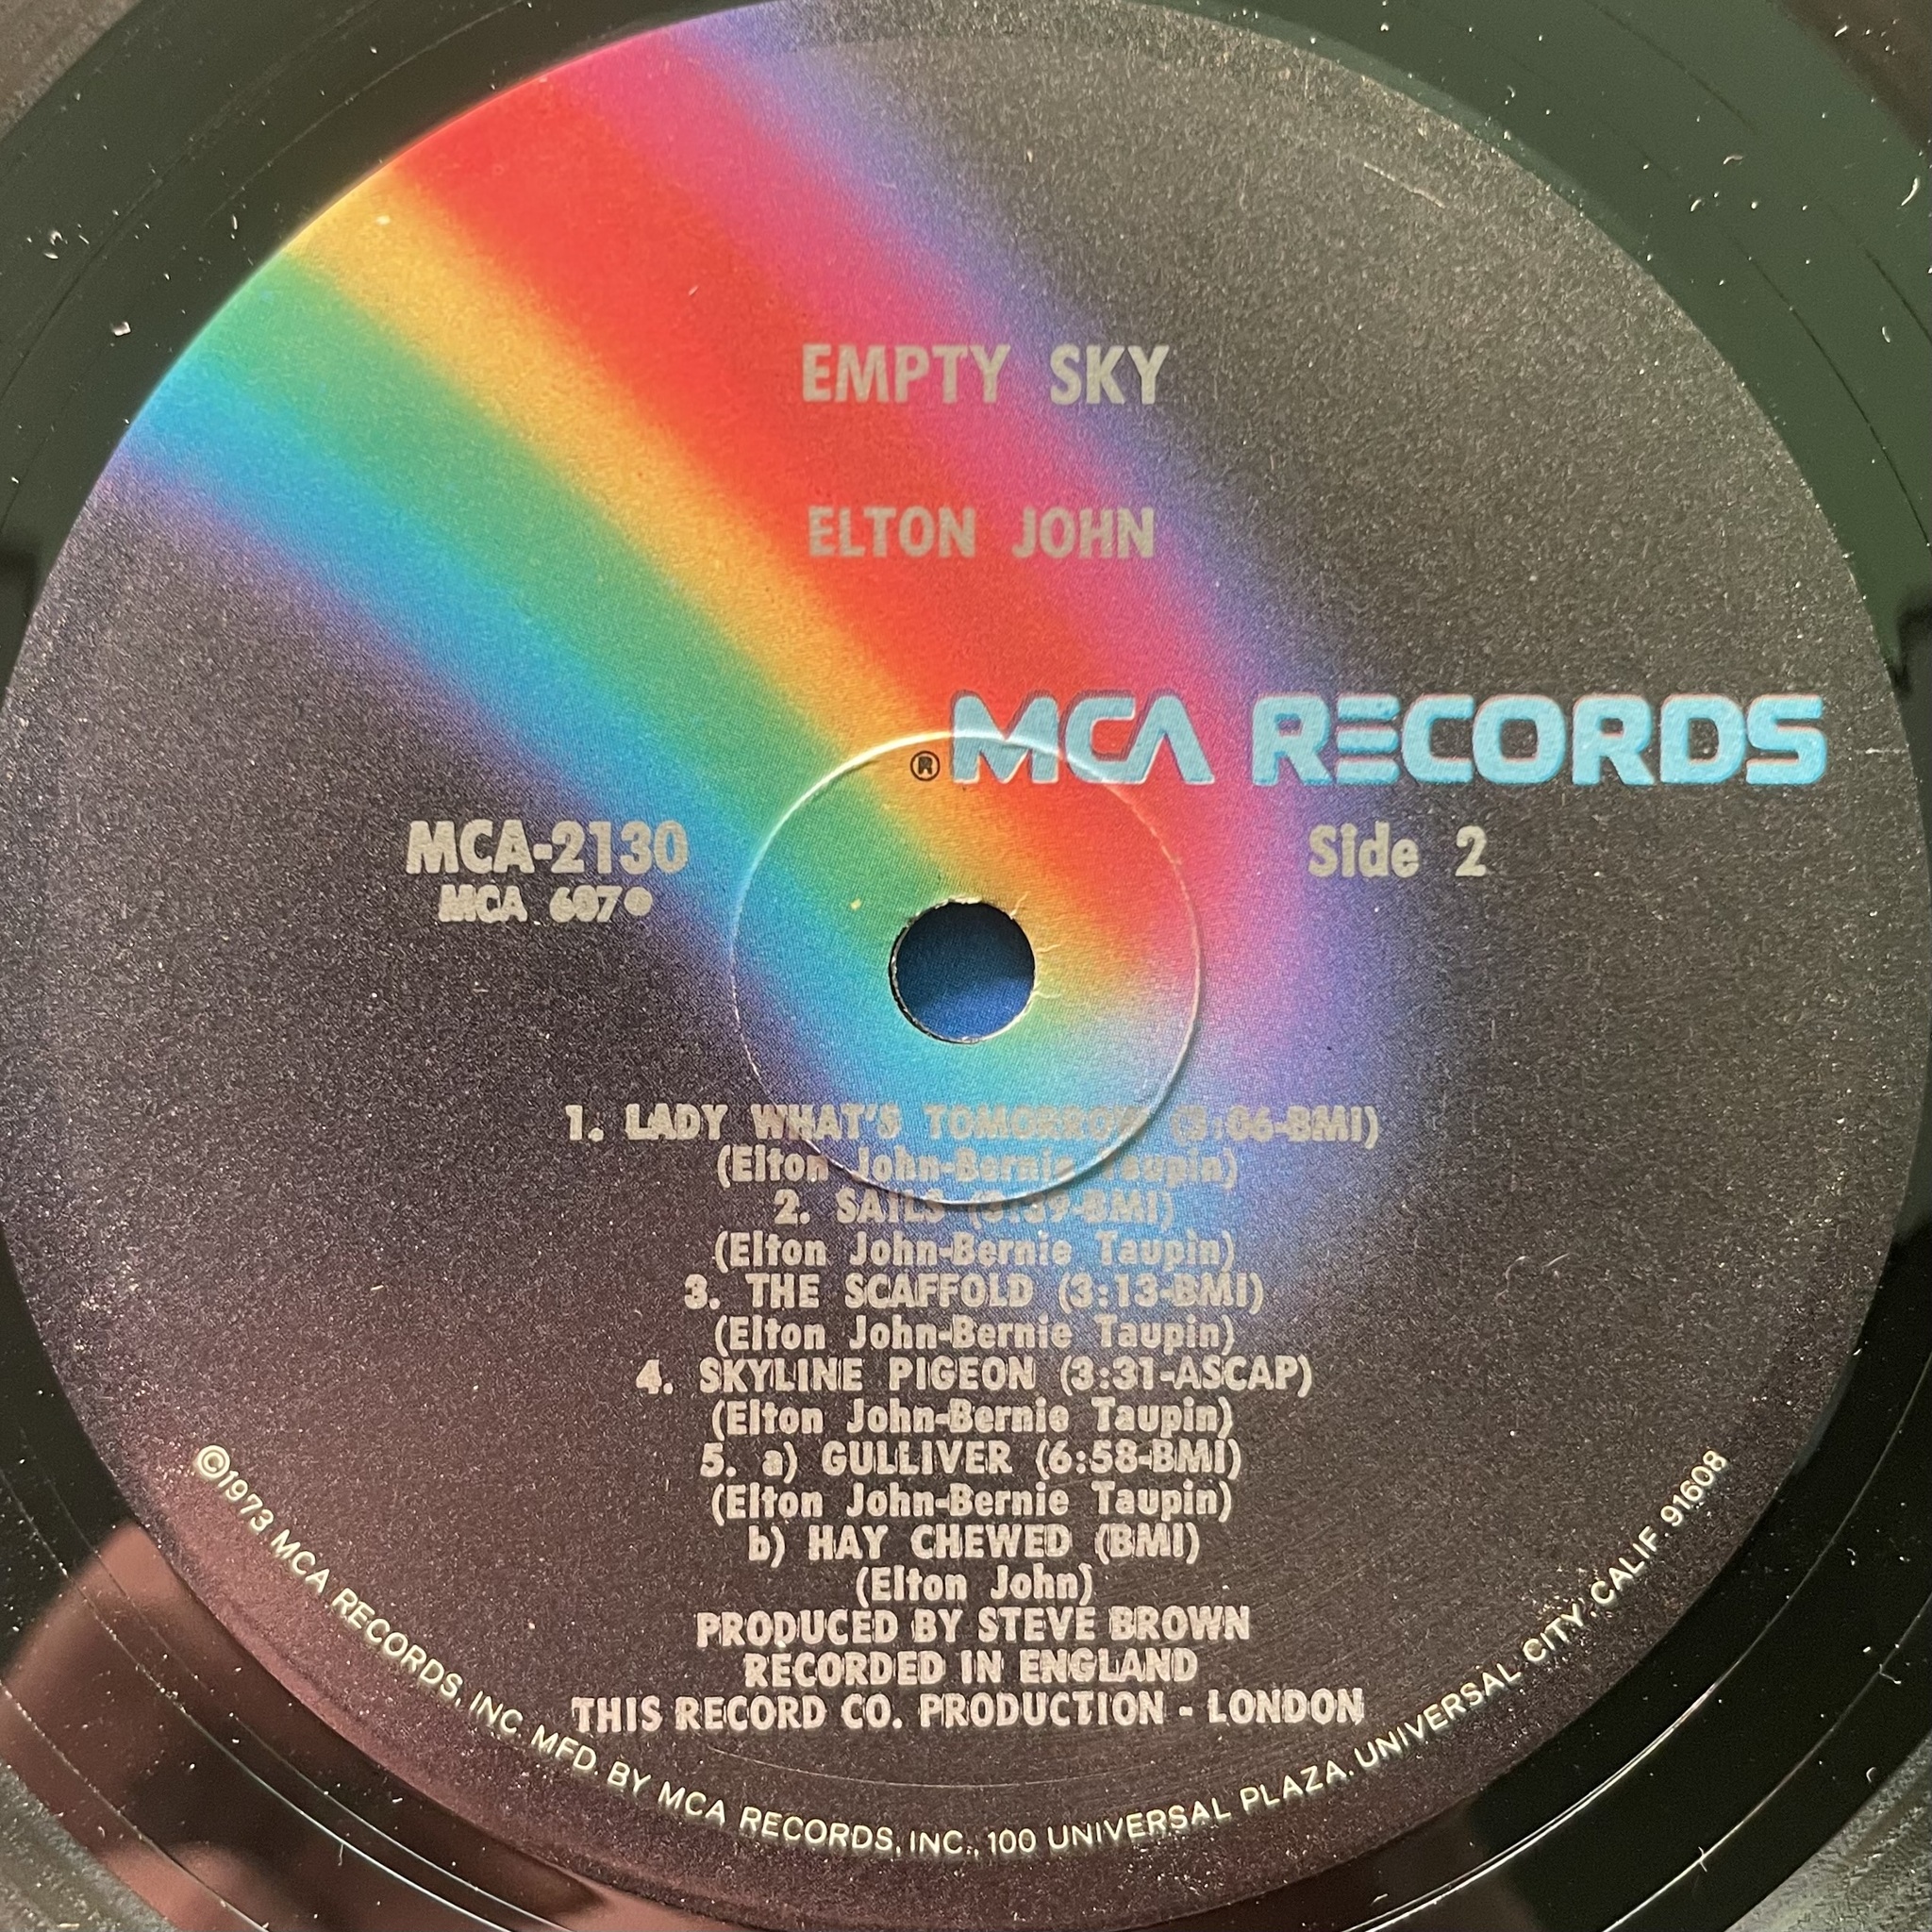 EMPTY SKY
ELTON JOHN
® MCA RECORDS
MCA-2130
Side 2
MCA
1. LADY WHAT'S TOMORROW (3:06-BMI)
(Elton John-Bernie Taupin)
2. SAILS (3:39-BMI)
(Elton John-Bernie Taupin)
3. THE SCAFFOLD (3:13-BMI)
(Elton John-Bernie Taupin)
4. SKYLINE PIGEON (3:31-ASCAP)
(Elton John-Bernie Taupin)
5. a) GULLIVER (6:58-BMI)
(Elton John-Bernie Taupin)
b) HAY CHEWED (BMI)
(Elton John)
PRODUCED BY STEVE BROWN
RECORDED IN ENGLAND
THIS RECORD CO. PRODUCTION - LONDON
©1973 MCA RECORDS, INC. MFD. BY MCA RECORDS, INC., 100 UNIVERSAL PLAZA, UNIVERSAL CITY, CALIF. 91608